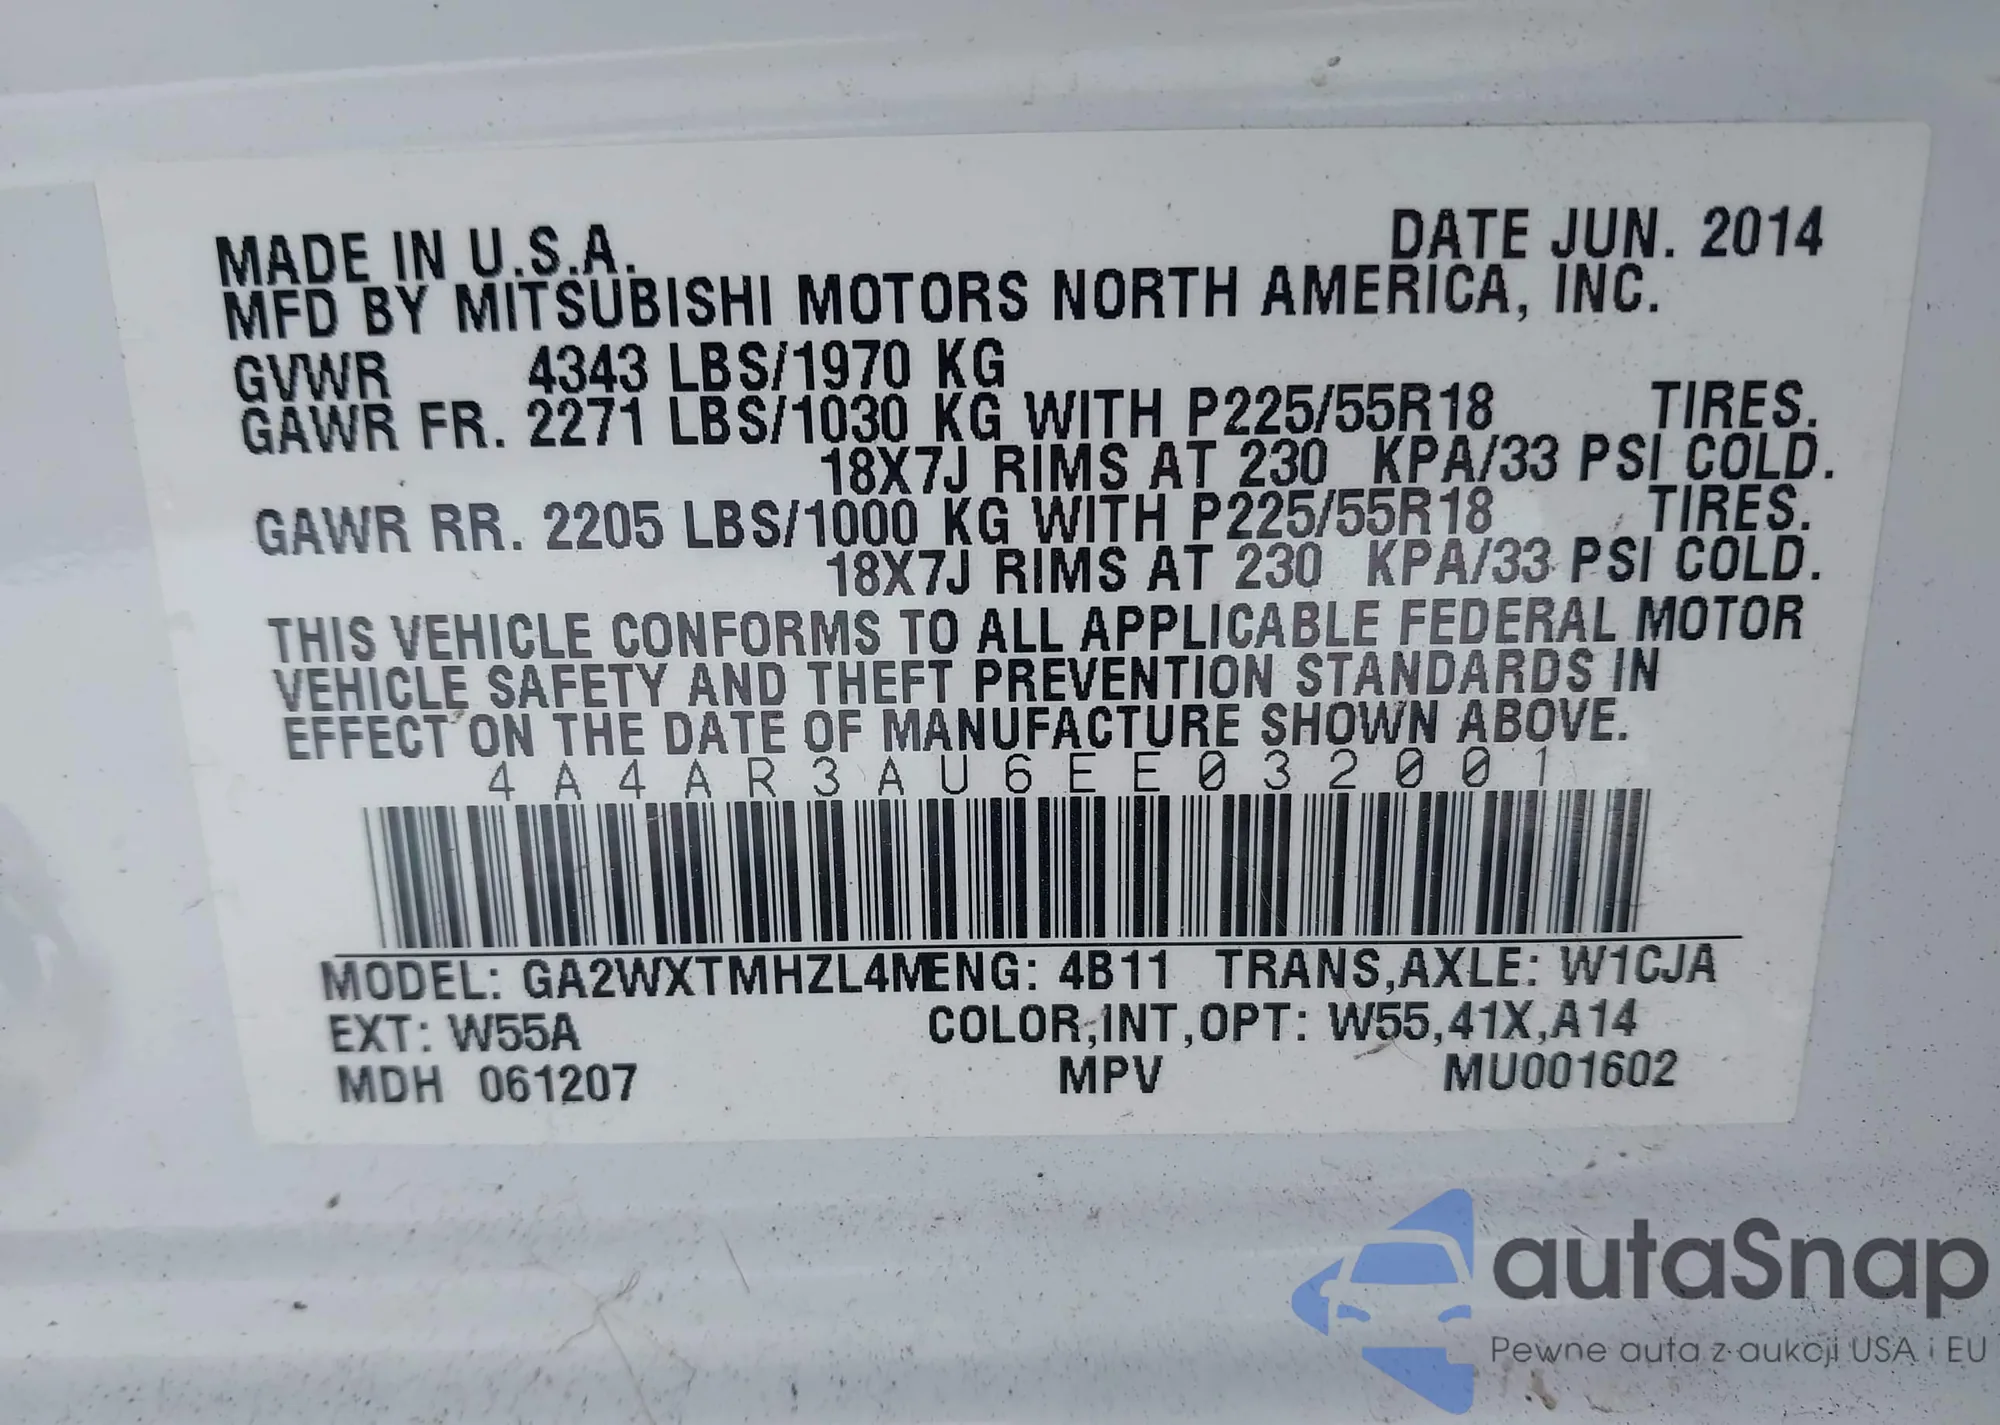 MADE IN U.S.A. DATE JUN. 2014
MFD BY MITSUBISHI MOTORS NORTH AMERICA, INC.
GVWR 4343 LBS/1970 KG
GAWR FR. 2271 LBS/1030 KG WITH P225/55R18 TIRES.
18X7J RIMS AT 230 KPA/33 PSI COLD.
GAWR RR. 2205 LBS/1000 KG WITH P225/55R18 TIRES.
18X7J RIMS AT 230 KPA/33 PSI COLD.
THIS VEHICLE CONFORMS TO ALL APPLICABLE FEDERAL MOTOR
VEHICLE SAFETY AND THEFT PREVENTION STANDARDS IN
EFFECT ON THE DATE OF MANUFACTURE SHOWN ABOVE.
4A4AR3AU6EE032001
MODEL: GA2WXTMHZL4MENG: 4B11 TRANS,AXLE: W1CJA
EXT: W55A COLOR,INT,OPT: W55,41X,A14
MDH 061207 MPV MU001602
autaSnap
Pewne auta z aukcji USA i EU